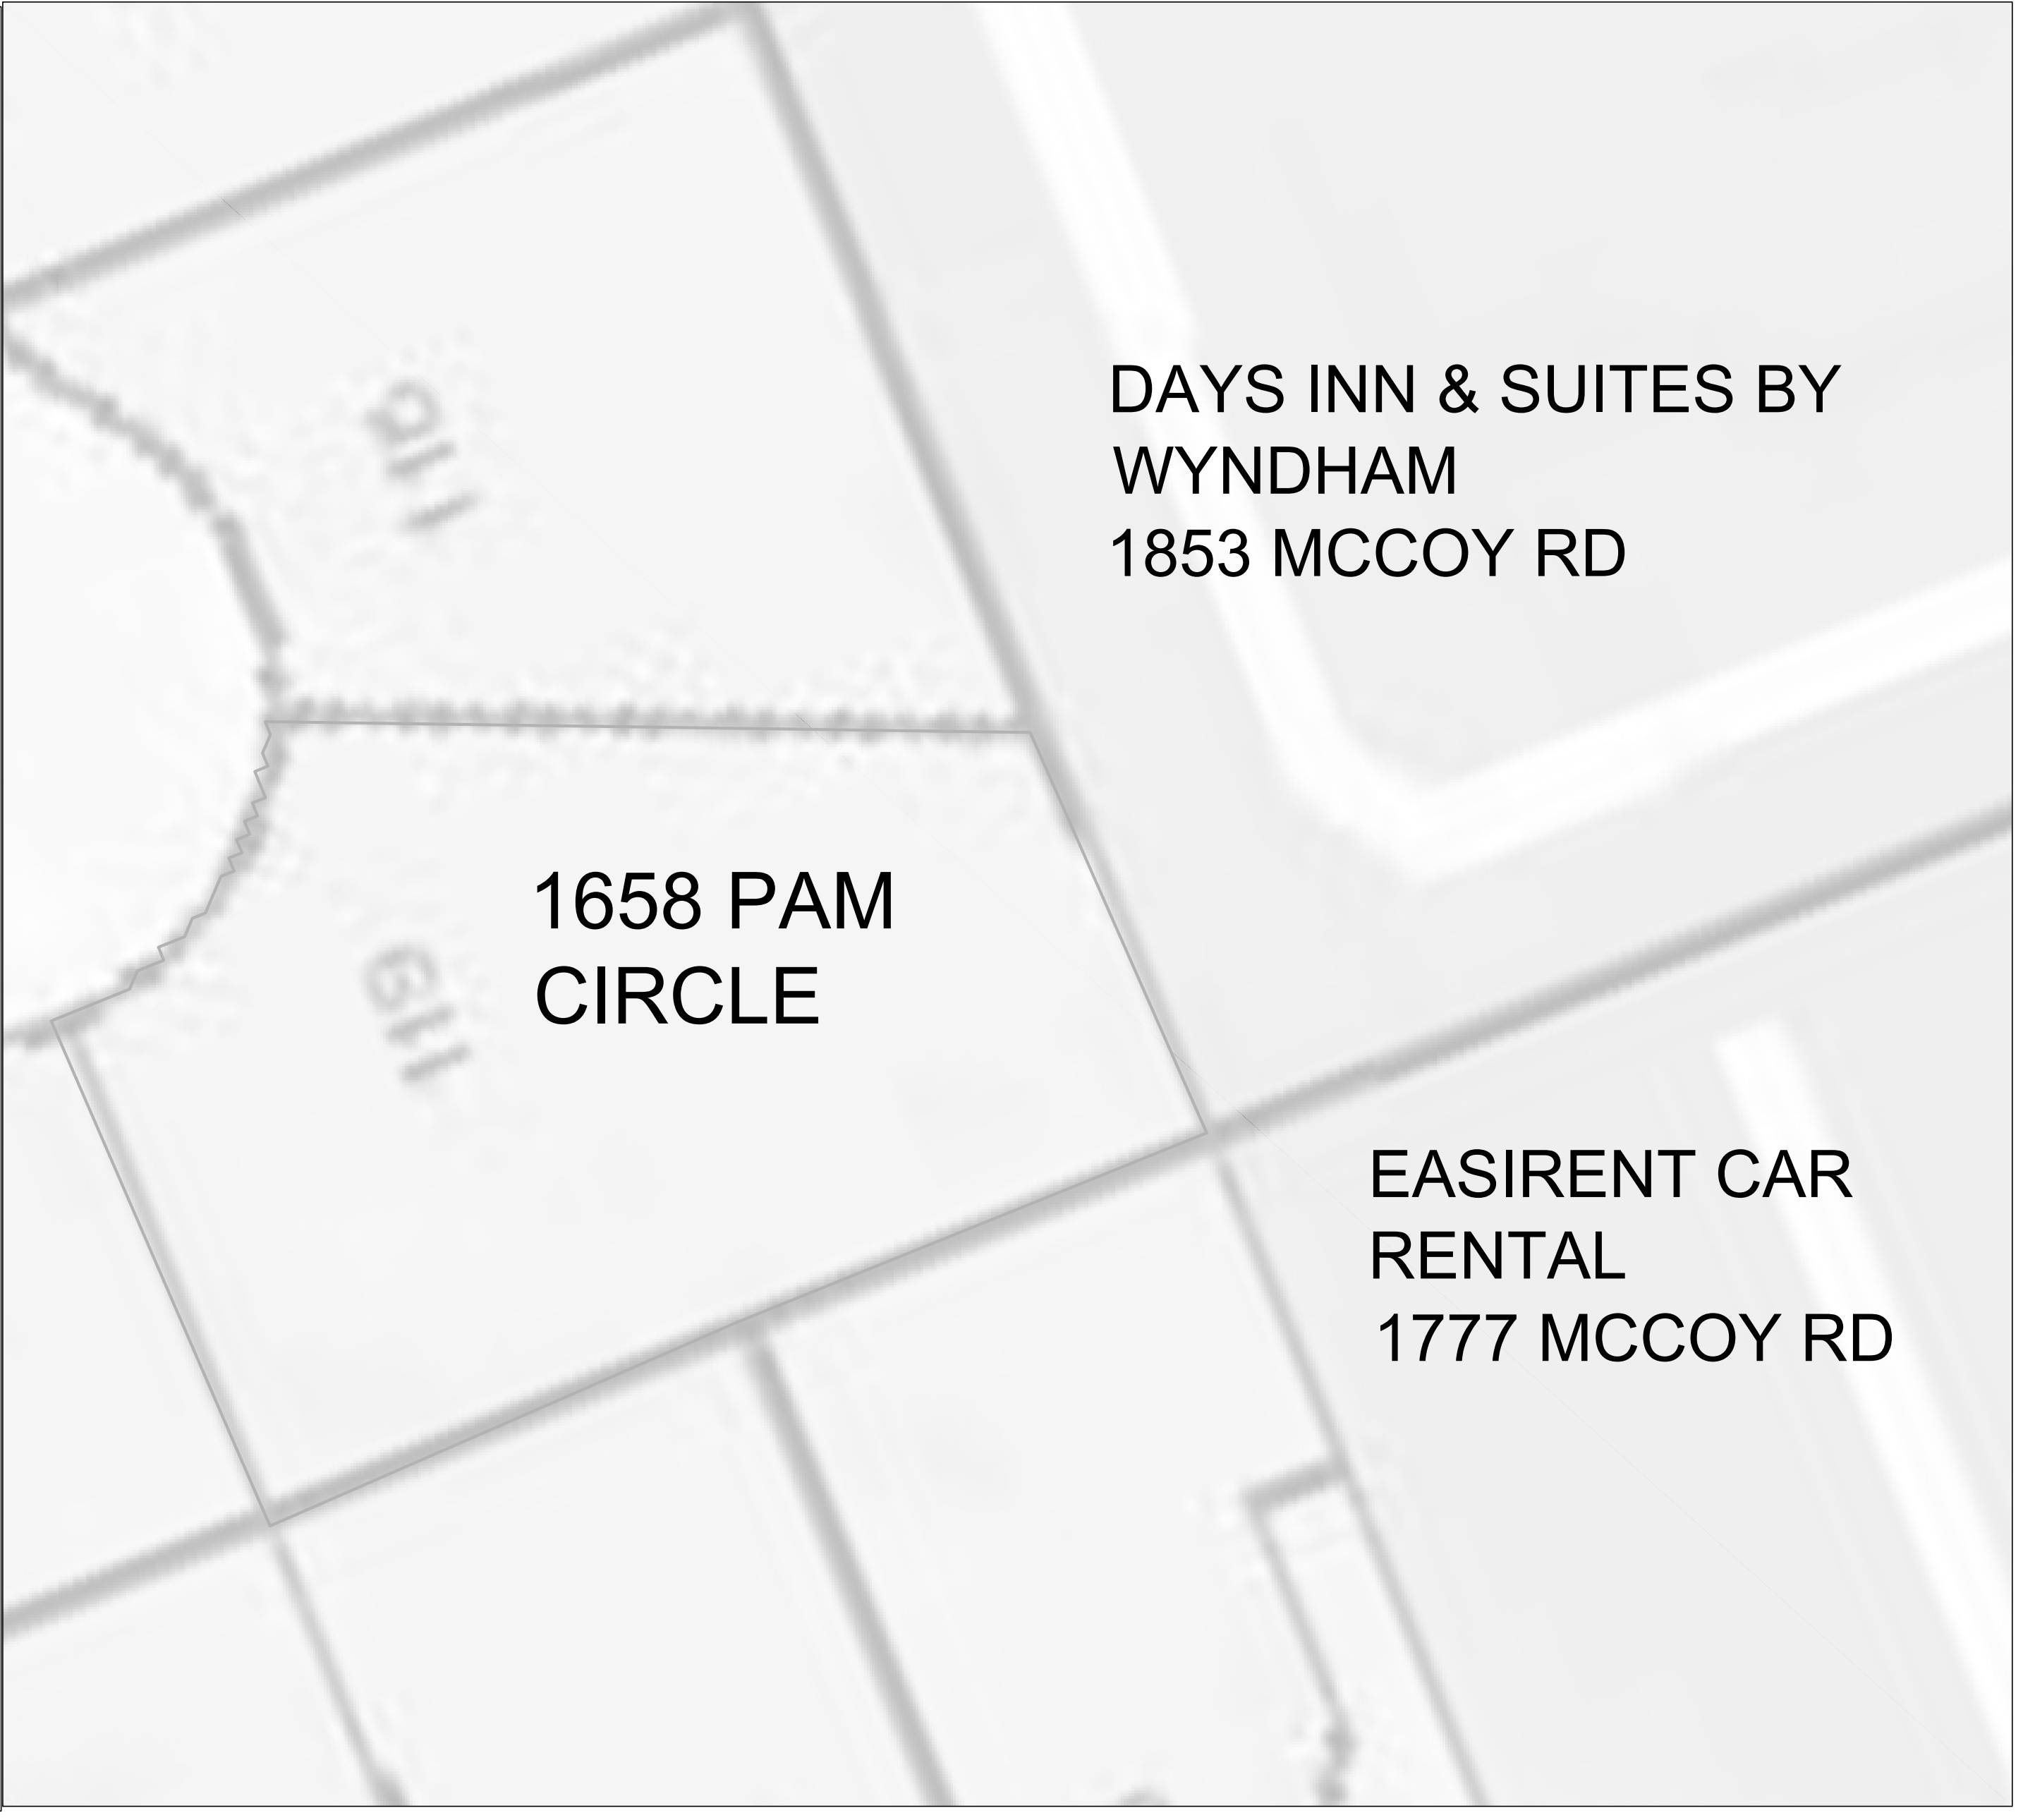 DAYS INN & SUITES BY
WYNDHAM
1853 MCCOY RD
1658 PAM
CIRCLE
EASIRENT CAR
RENTAL
1777 MCCOY RD